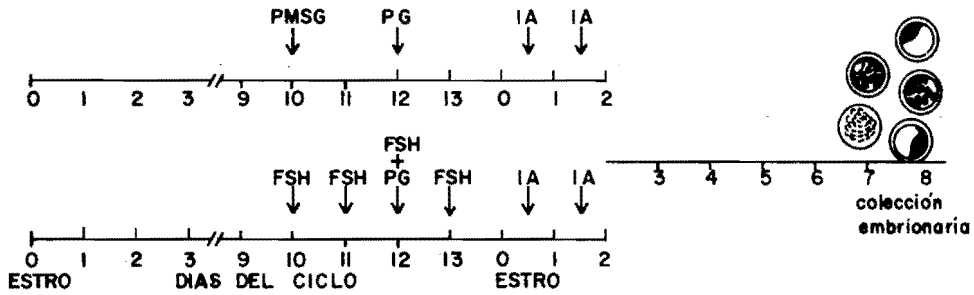 PMSG PG IA IA
0 1 2 3 9 10 11 12 13 0 1 2
FSH
+
FSH FSH PG FSH IA IA
3 4 5 6 7 8
colección
embrionaría
0 1 2 3 9 10 11 12 13 0 1 2
ESTRO DIAS DEL CICLO ESTRO